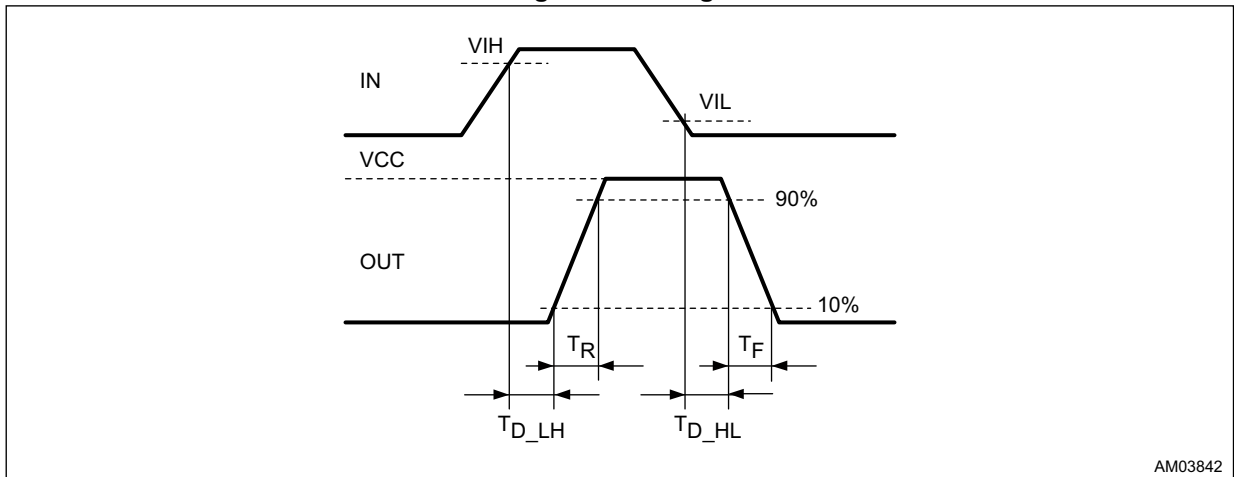 VIH
IN
VIL
VCC
90%
OUT
10%
TR
TF
TD_LH
TD_HL
AM03842